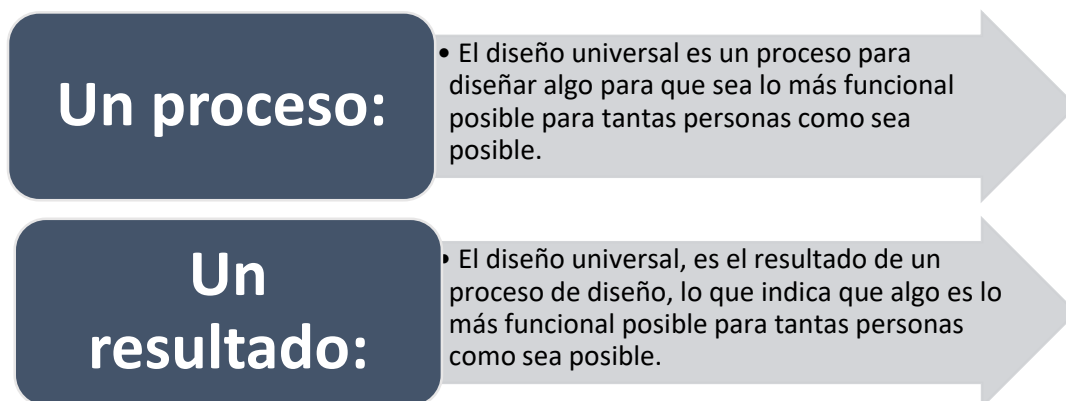 Un proceso:
• El diseño universal es un proceso para
diseñar algo para que sea lo más funcional
posible para tantas personas como sea
posible.
Un
resultado:
• El diseño universal, es el resultado de un
proceso de diseño, lo que indica que algo es lo
más funcional posible para tantas personas
como sea posible.